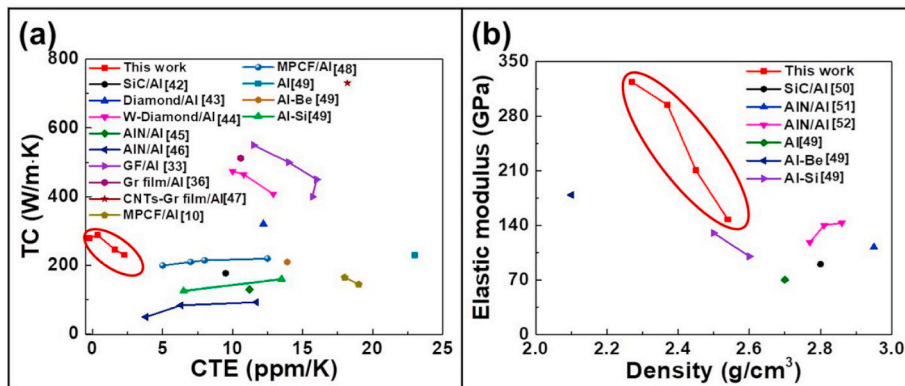 (a)
TC (W/m·K)
800
600
400
200
0
This work
SiC/Al [42]
Diamond/Al [43]
W-Diamond/Al [44]
AlN/Al [45]
AlN/Al [46]
GF/Al [33]
Gr film/Al [36]
CNTs-Gr film/Al[47]
MPCF/Al [10]
MPCF/Al[48]
Al[49]
Al-Be [49]
Al-Si[49]
0 5 10 15 20 25
CTE (ppm/K)
(b)
Elastic modulus (GPa)
350
280
210
140
70
0
This work
SiC/Al [50]
AlN/Al [51]
AlN/Al [52]
Al[49]
Al-Be [49]
Al-Si[49]
2.0 2.2 2.4 2.6 2.8 3.0
Density (g/cm³)